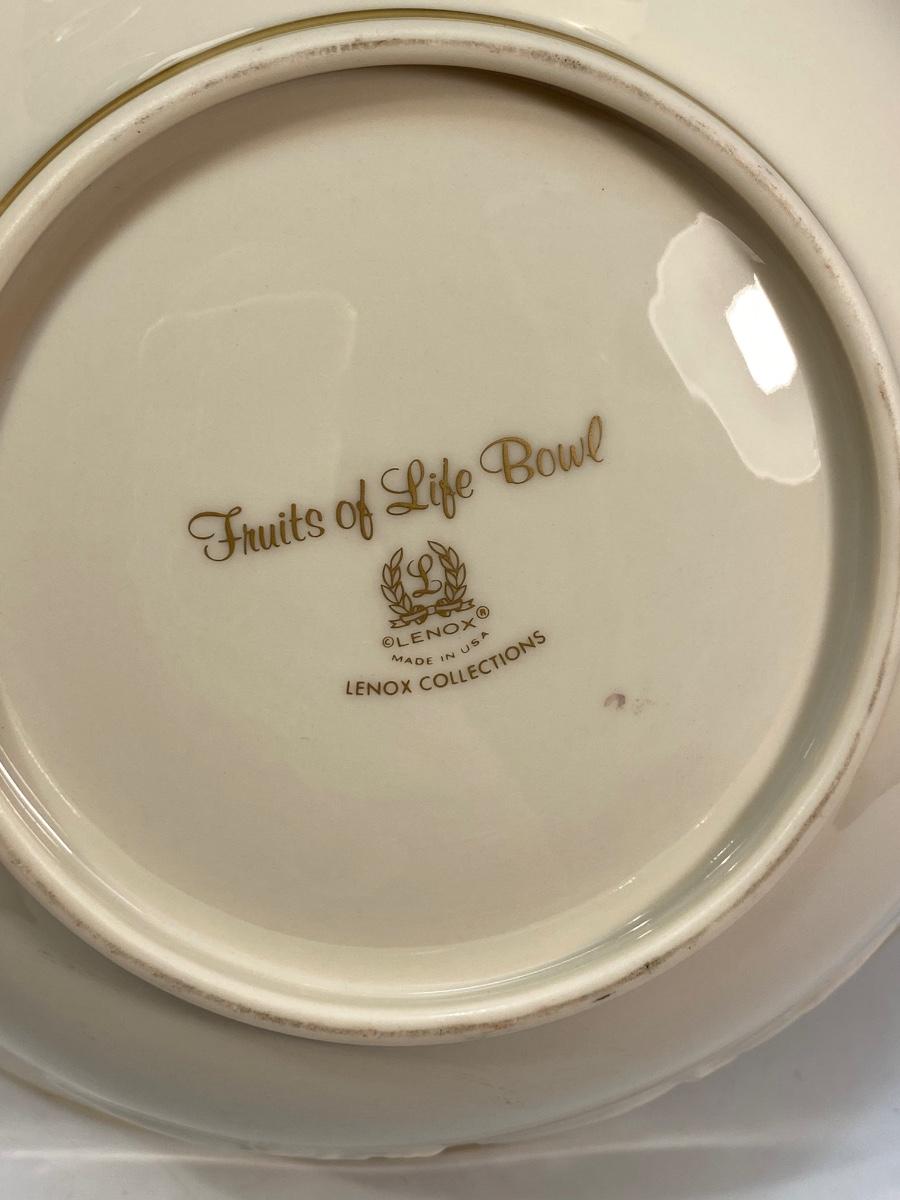 Fruits of Life Bowl
L
©LENOX®
MADE IN USA
LENOX COLLECTIONS